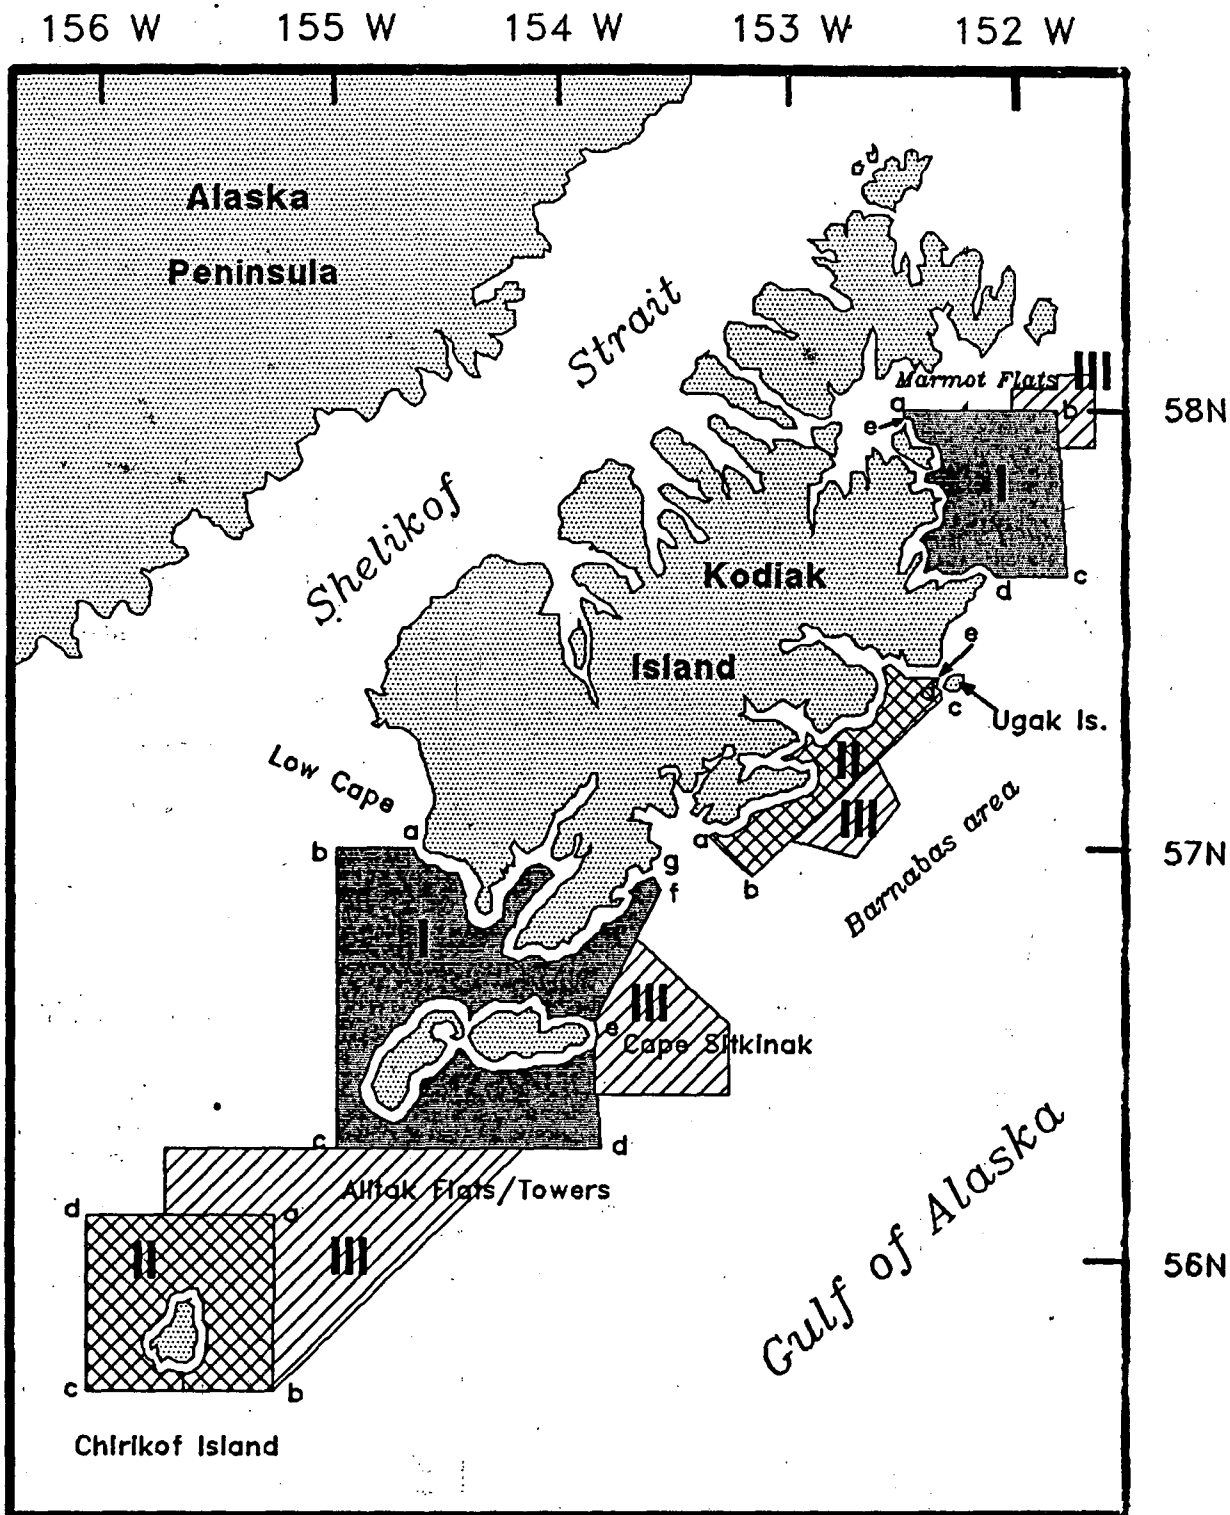 156 W 155 W 154 W 153 W 152 W
Alaska
Peninsula
Strait
III
Marmot Flats
a
b
58N
e
I
Shelikof
Kodiak
d
c
e
Island
c
Ugak Is.
II
Low Cape
III
a
a
b
g
57N
b
f
Barnabas area
I
III
e
Cape Sitkinak
c
d
Alitak Flats/Towers
d
a
II
III
56N
Gulf of Alaska
c
b
Chirikof Island